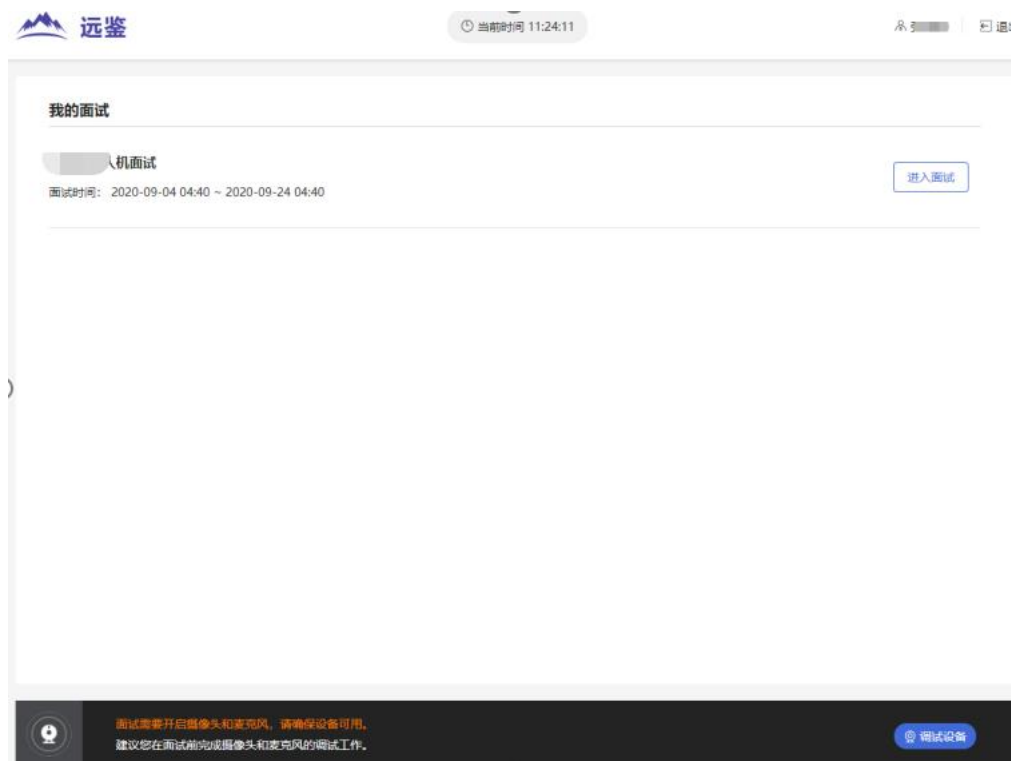 远鉴
当前时间 11:24:11
退出
我的面试
人机面试
面试时间: 2020-09-04 04:40 ~ 2020-09-24 04:40
进入面试
面试需要开启摄像头和麦克风，请确保设备可用。
建议您在面试前完成摄像头和麦克风的调试工作。
调试设备